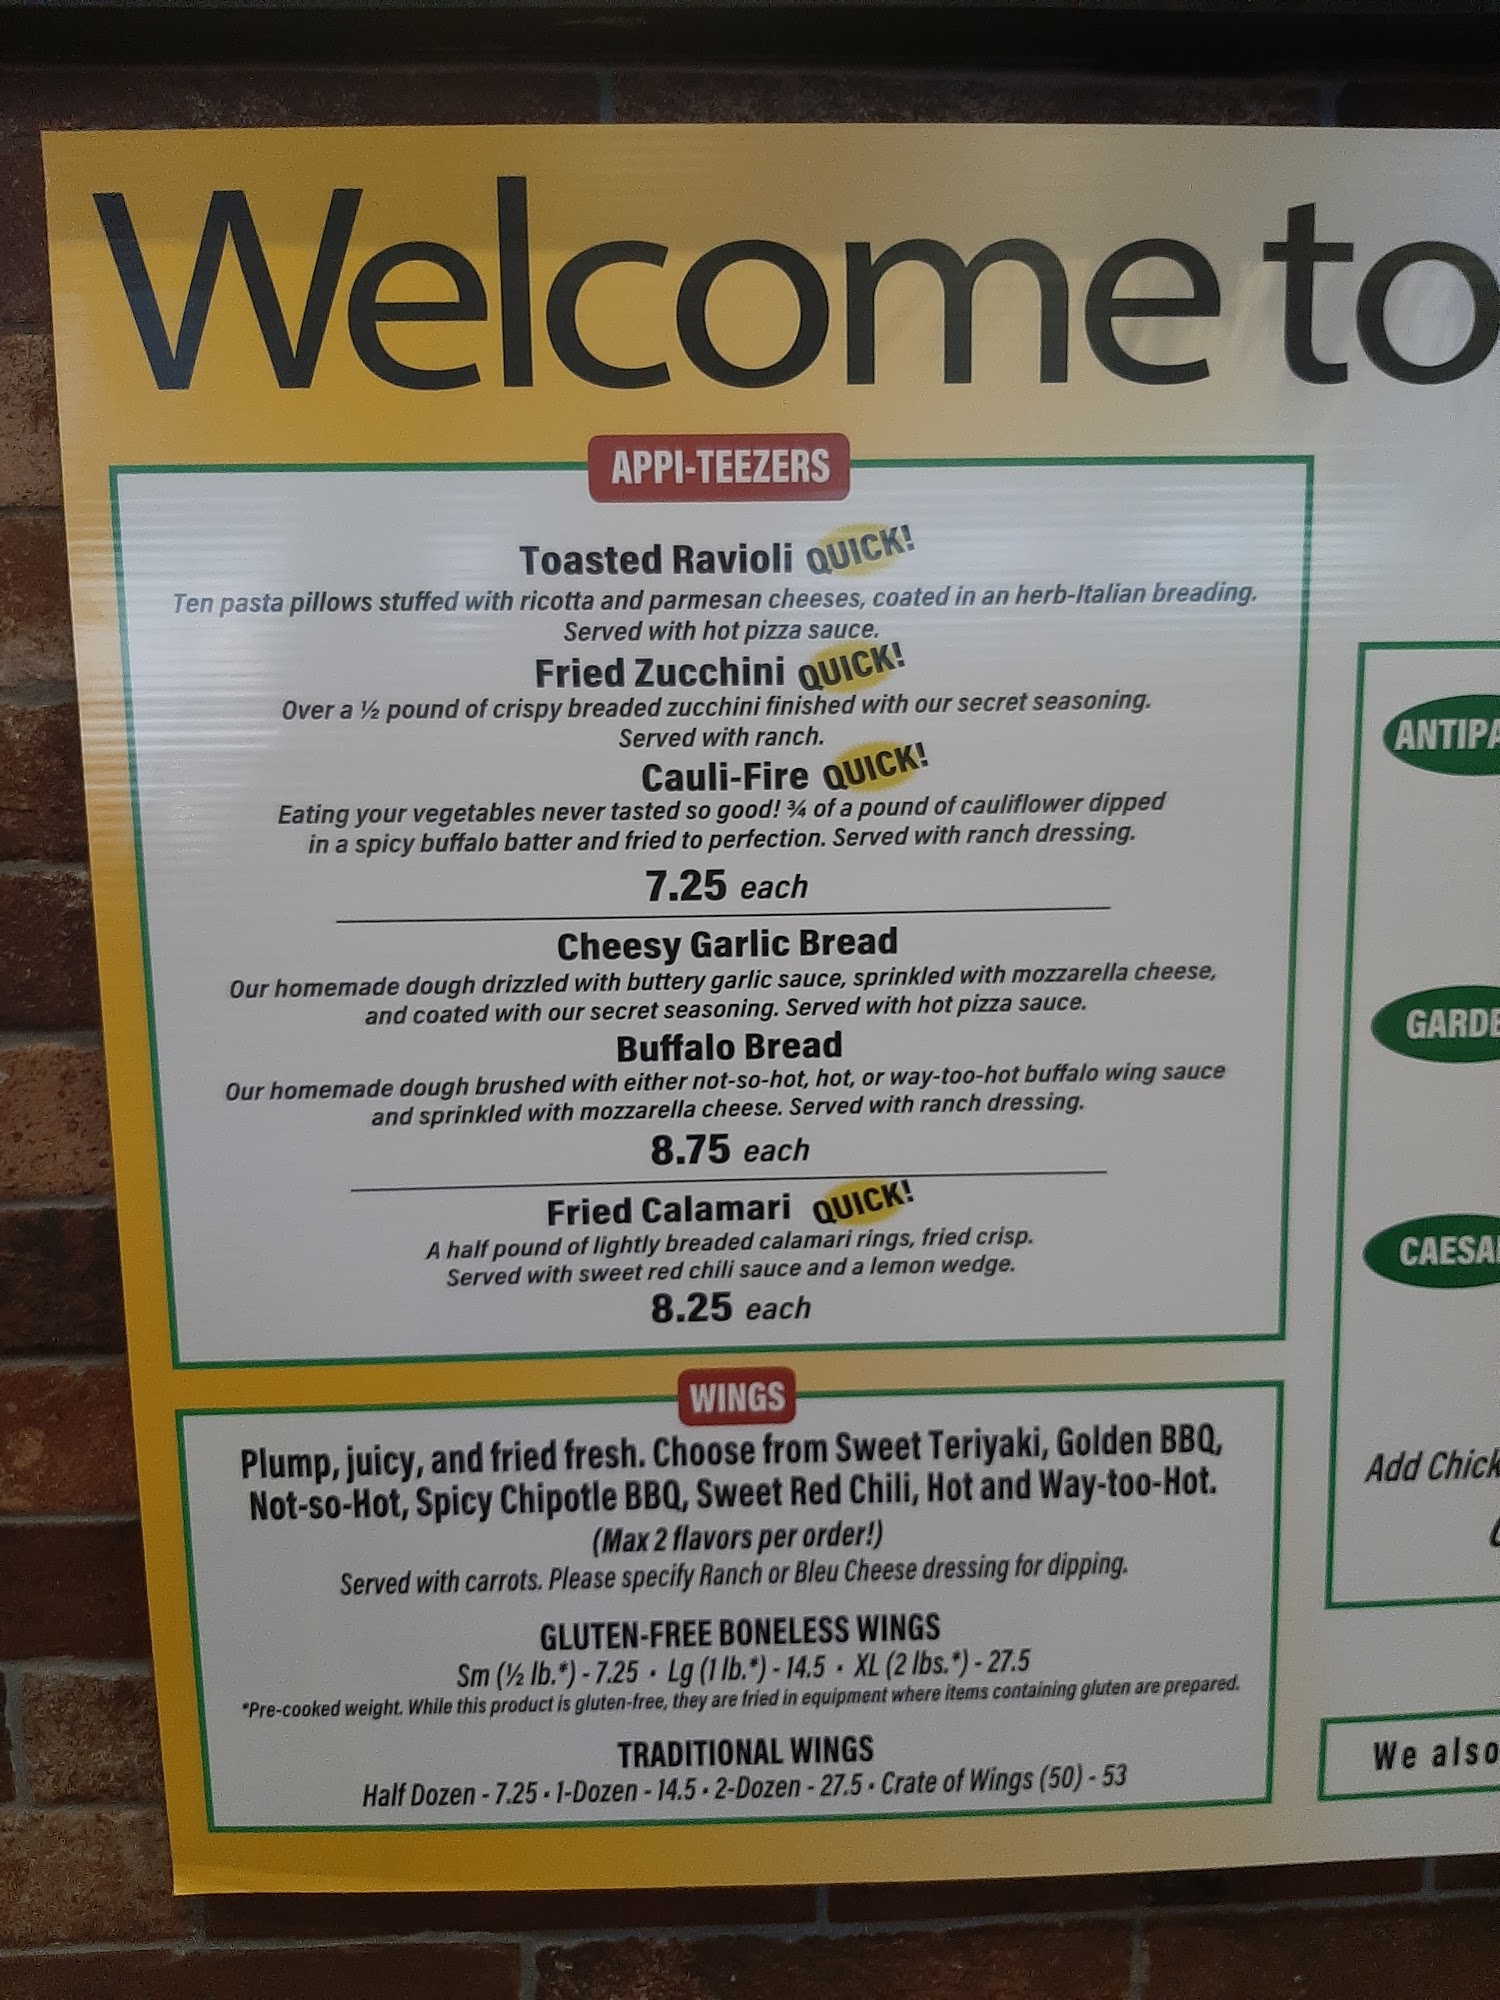 Welcome to
APPI-TEEZERS
Toasted Ravioli QUICK!
Ten pasta pillows stuffed with ricotta and parmesan cheeses, coated in an herb-Italian breading.
Served with hot pizza sauce.
Fried Zucchini QUICK!
Over a ½ pound of crispy breaded zucchini finished with our secret seasoning.
Served with ranch.
Cauli-Fire QUICK!
Eating your vegetables never tasted so good! ¾ of a pound of cauliflower dipped
in a spicy buffalo batter and fried to perfection. Served with ranch dressing.
7.25 each
Cheesy Garlic Bread
Our homemade dough drizzled with buttery garlic sauce, sprinkled with mozzarella cheese,
and coated with our secret seasoning. Served with hot pizza sauce.
Buffalo Bread
Our homemade dough brushed with either not-so-hot, hot, or way-too-hot buffalo wing sauce
and sprinkled with mozzarella cheese. Served with ranch dressing.
8.75 each
Fried Calamari QUICK!
A half pound of lightly breaded calamari rings, fried crisp.
Served with sweet red chili sauce and a lemon wedge.
8.25 each
WINGS
Plump, juicy, and fried fresh. Choose from Sweet Teriyaki, Golden BBQ,
Not-so-Hot, Spicy Chipotle BBQ, Sweet Red Chili, Hot and Way-too-Hot.
(Max 2 flavors per order!)
Served with carrots. Please specify Ranch or Bleu Cheese dressing for dipping.
GLUTEN-FREE BONELESS WINGS
Sm (½ lb.*) - 7.25 · Lg (1 lb.*) - 14.5 · XL (2 lbs.*) - 27.5
*Pre-cooked weight. While this product is gluten-free, they are fried in equipment where items containing gluten are prepared.
TRADITIONAL WINGS
Half Dozen - 7.25 · 1-Dozen - 14.5 · 2-Dozen - 27.5 · Crate of Wings (50) - 53
ANTIPA
GARDE
CAESA
Add Chick
We also